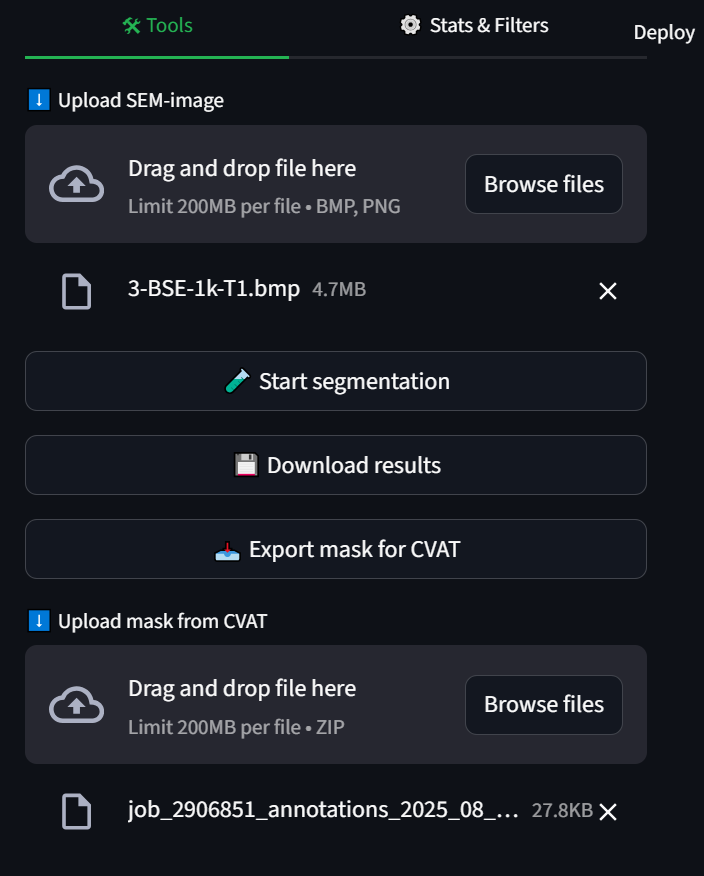 🛠 Tools
⚙ Stats & Filters
Deploy
⬇ Upload SEM-image
Drag and drop file here
Limit 200MB per file • BMP, PNG
Browse files
3-BSE-1k-T1.bmp 4.7MB
🧪 Start segmentation
💾 Download results
📥 Export mask for CVAT
⬇ Upload mask from CVAT
Drag and drop file here
Limit 200MB per file • ZIP
Browse files
job_2906851_annotations_2025_08_... 27.8KB